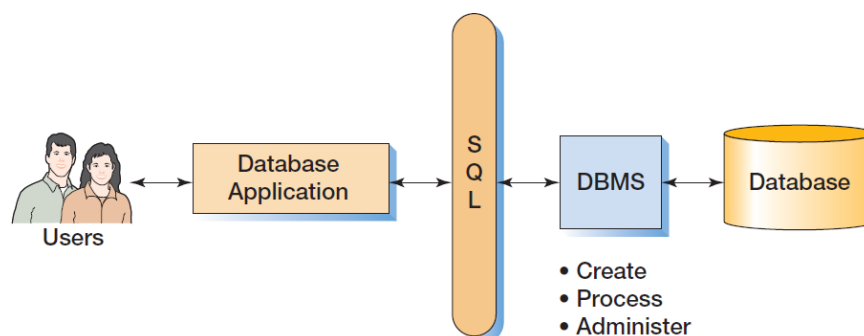 Users
Database
Application
S
Q
L
DBMS
• Create
• Process
• Administer
Database